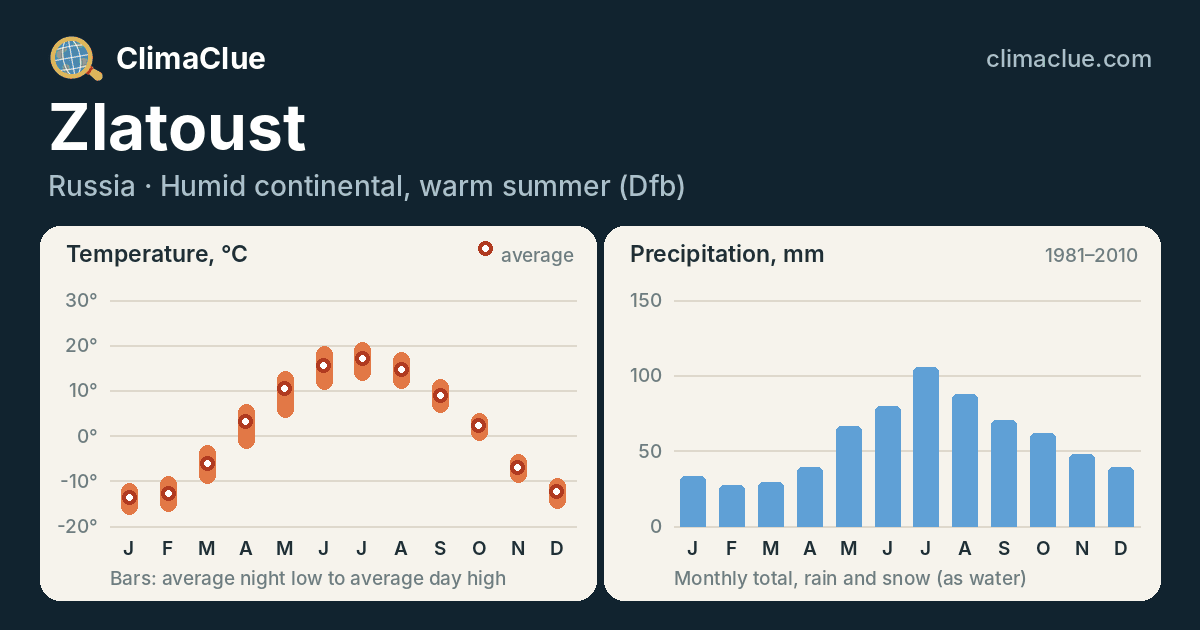 ClimaClue
climaclue.com
Zlatoust
Russia · Humid continental, warm summer (Dfb)
Temperature, °C
average
30°
20°
10°
0°
-10°
-20°
J F M A M J J A S O N D
Bars: average night low to average day high
Precipitation, mm
1981–2010
150
100
50
0
J F M A M J J A S O N D
Monthly total, rain and snow (as water)